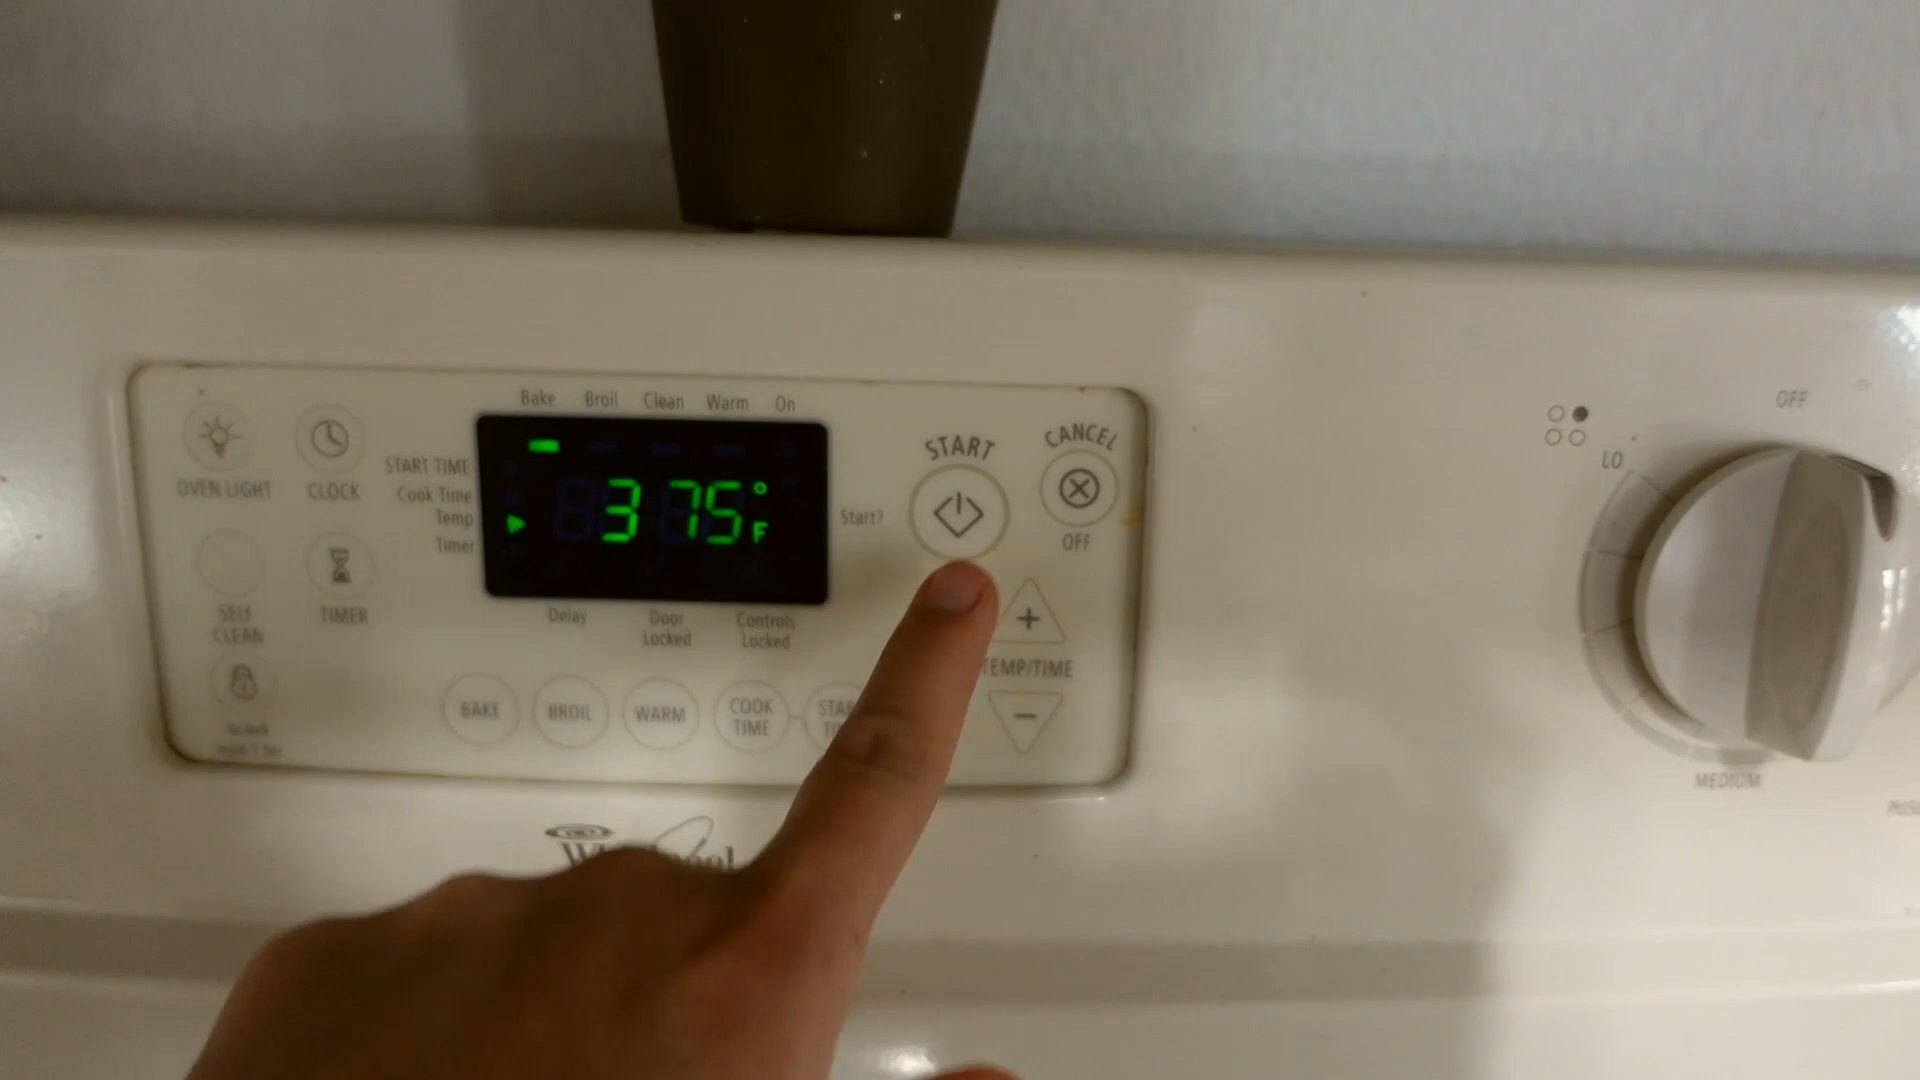 Bake Broil Clean Warm On
OVEN LIGHT
CLOCK
START TIME
Cook Time
Temp
Timer
375°F
Start?
START
CANCEL
OFF
SELF
CLEAN
TIMER
Delay
Door
Locked
Controls
Locked
TEMP/TIME
BAKE
BROIL
WARM
COOK
TIME
OFF
LO
MEDIUM